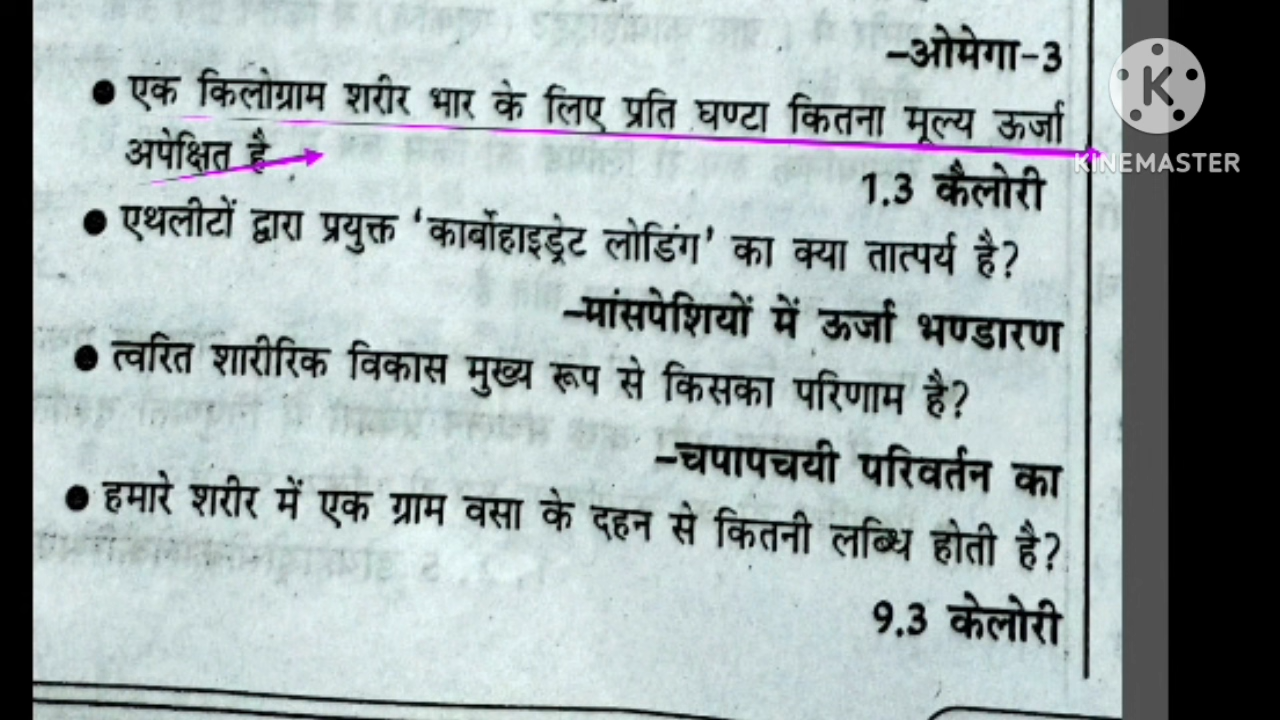 -ओमेगा-3
● एक किलोग्राम शरीर भार के लिए प्रति घण्टा कितना मूल्य ऊर्जा
अपेक्षित है
1.3 कैलोरी
● एथलीटों द्वारा प्रयुक्त 'कार्बोहाइड्रेट लोडिंग' का क्या तात्पर्य है?
-मांसपेशियों में ऊर्जा भण्डारण
● त्वरित शारीरिक विकास मुख्य रूप से किसका परिणाम है?
-चपापचयी परिवर्तन का
● हमारे शरीर में एक ग्राम वसा के दहन से कितनी लब्धि होती है?
9.3 केलोरी
K
KINEMASTER